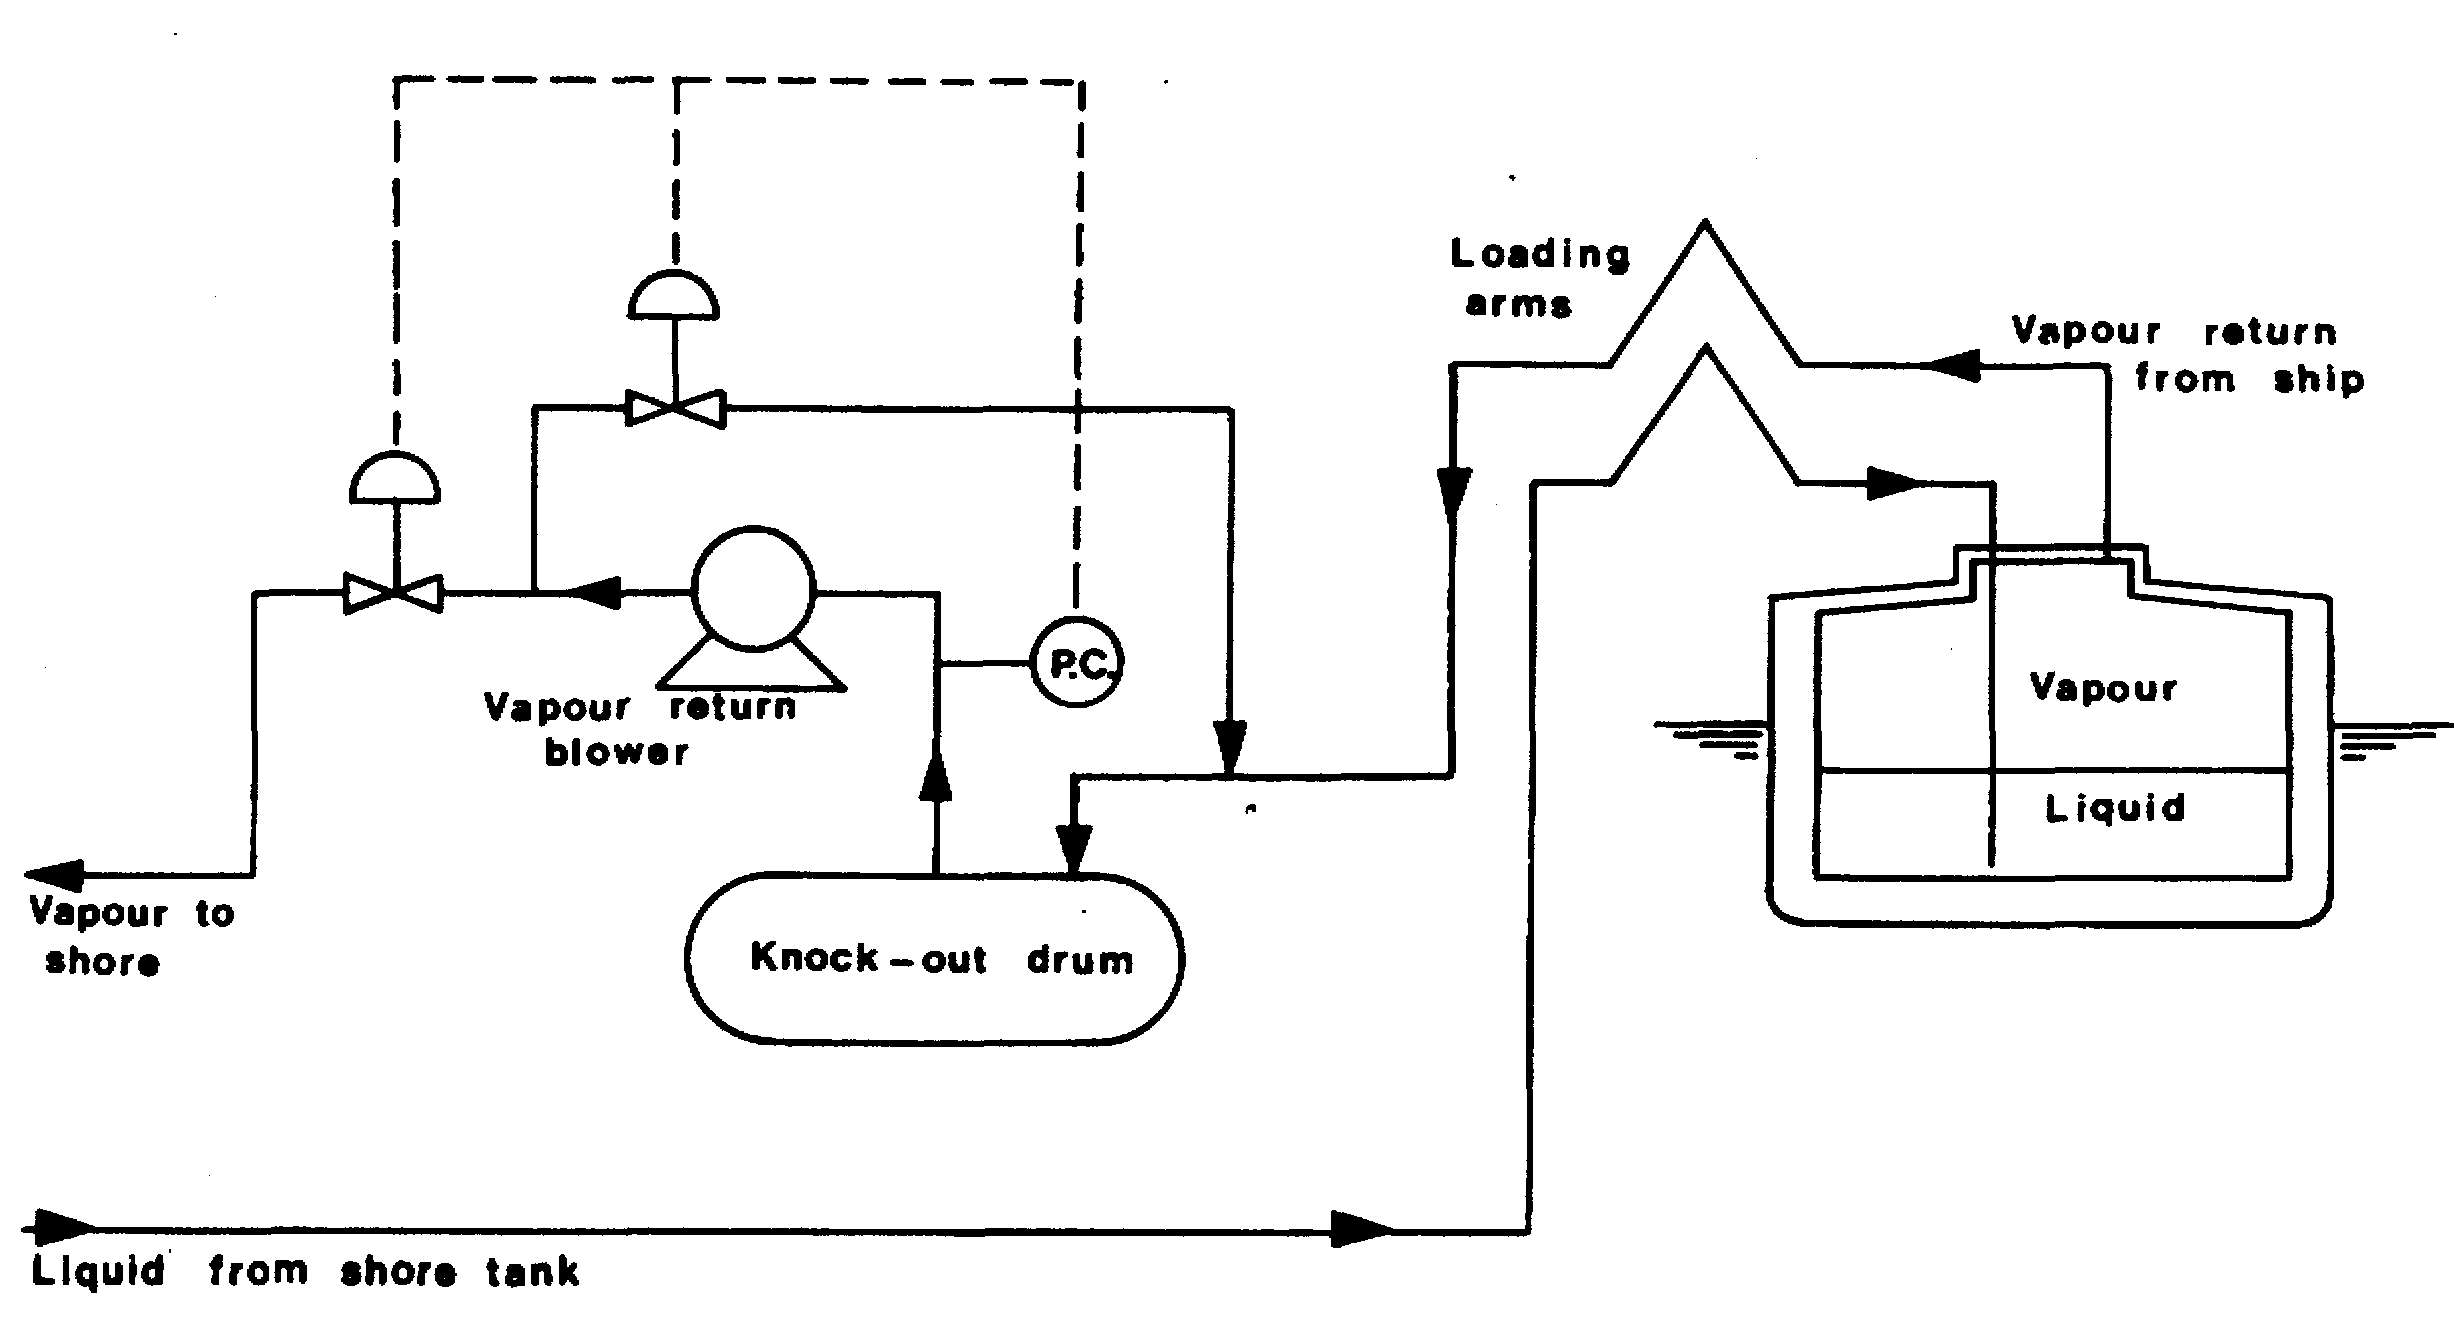 Loading
arms
Vapour return
from ship
P.C.
Vapour return
blower
Vapour
Liquid
Vapour to
shore
Knock-out drum
Liquid from shore tank